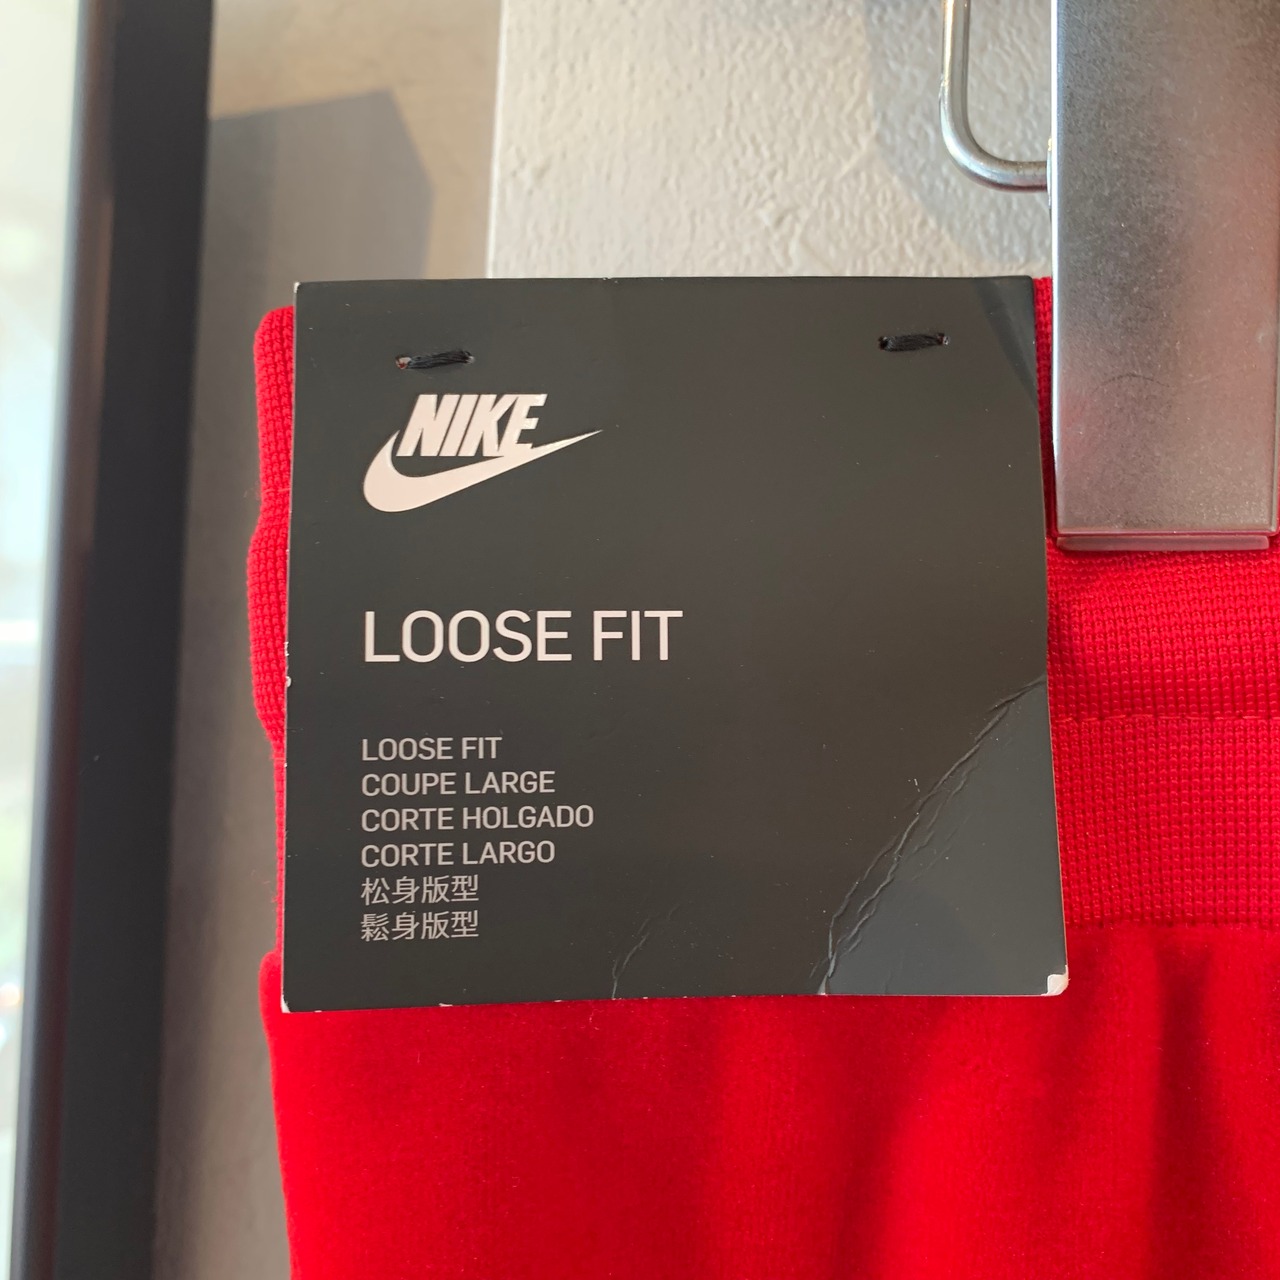 NIKE
LOOSE FIT
LOOSE FIT
COUPE LARGE
CORTE HOLGADO
CORTE LARGO
松身版型
鬆身版型